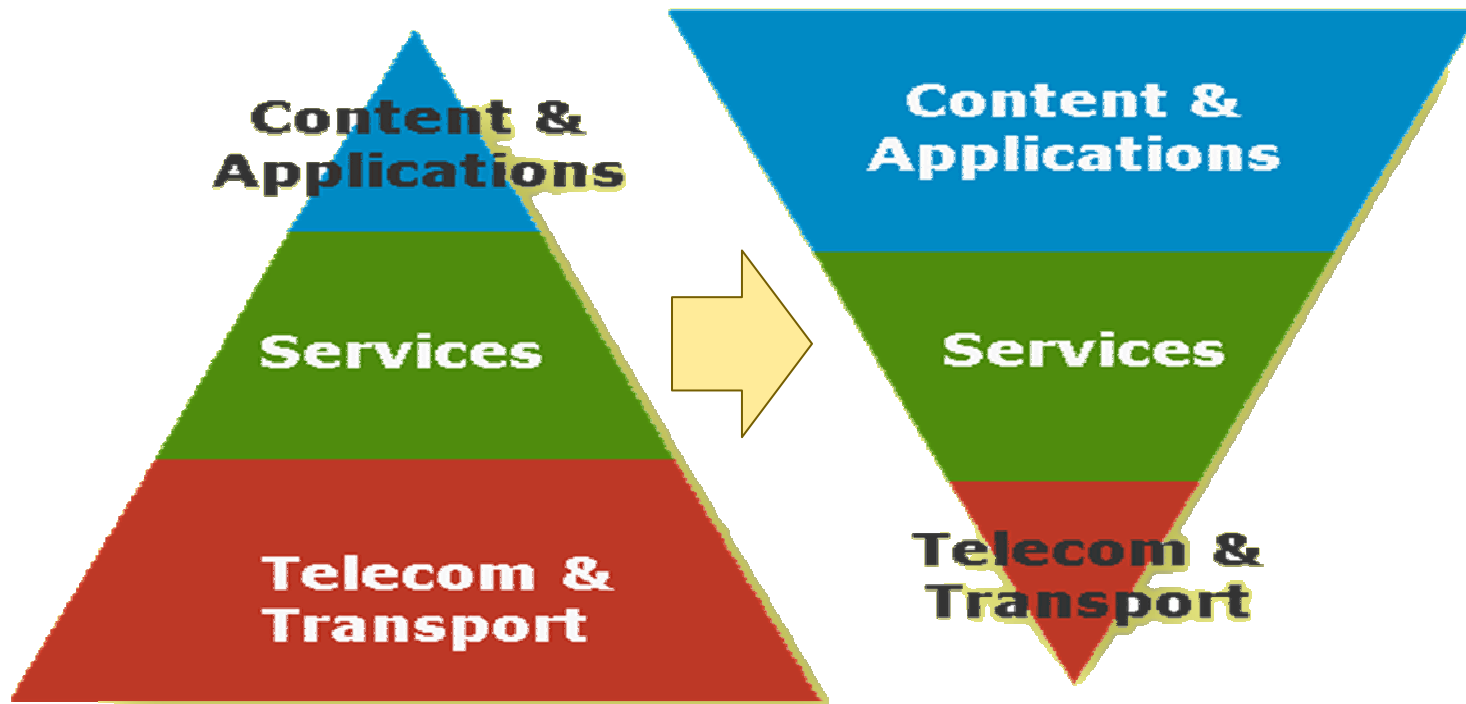 Content &
Applications
Services
Telecom &
Transport
Content &
Applications
Services
Telecom &
Transport